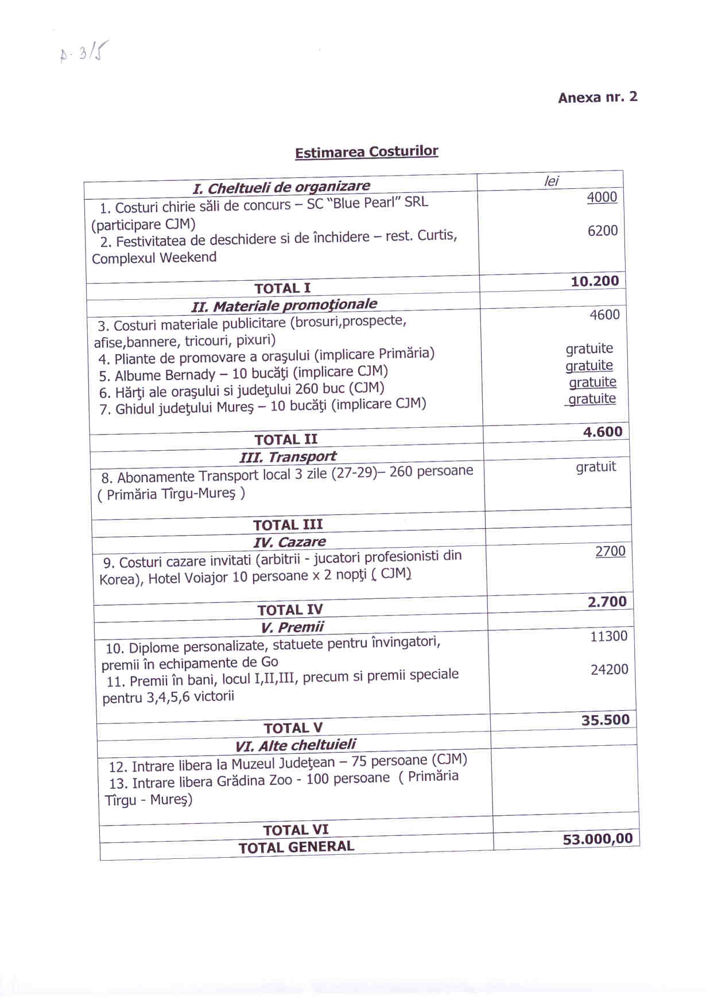 p. 3/5
Anexa nr. 2
Estimarea Costurilor
I. Cheltueli de organizare lei
1. Costuri chirie săli de concurs – SC “Blue Pearl” SRL 4000
(participare CJM)
2. Festivitatea de deschidere si de închidere – rest. Curtis, 6200
Complexul Weekend
TOTAL I 10.200
II. Materiale promoţionale
3. Costuri materiale publicitare (brosuri,prospecte, 4600
afise,bannere, tricouri, pixuri)
4. Pliante de promovare a oraşului (implicare Primăria) gratuite
5. Albume Bernady – 10 bucăţi (implicare CJM) gratuite
6. Hărţi ale oraşului si judeţului 260 buc (CJM) gratuite
7. Ghidul judeţului Mureş – 10 bucăţi (implicare CJM) gratuite
TOTAL II 4.600
III. Transport
8. Abonamente Transport local 3 zile (27-29)– 260 persoane gratuit
( Primăria Tîrgu-Mureş )
TOTAL III
IV. Cazare
9. Costuri cazare invitati (arbitrii - jucatori profesionisti din 2700
Korea), Hotel Voiajor 10 persoane x 2 nopţi ( CJM)
TOTAL IV 2.700
V. Premii
10. Diplome personalizate, statuete pentru învingatori, 11300
premii în echipamente de Go
11. Premii în bani, locul I,II,III, precum si premii speciale 24200
pentru 3,4,5,6 victorii
TOTAL V 35.500
VI. Alte cheltuieli
12. Intrare libera la Muzeul Judeţean – 75 persoane (CJM)
13. Intrare libera Grădina Zoo - 100 persoane ( Primăria
Tîrgu - Mureş)
TOTAL VI
TOTAL GENERAL 53.000,00